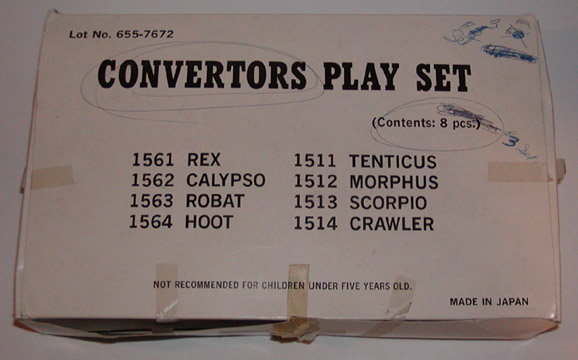 Lot No. 655-7672
CONVERTORS PLAY SET
(Contents: 8 pcs.)
1561 REX 1511 TENTICUS
1562 CALYPSO 1512 MORPHUS
1563 ROBAT 1513 SCORPIO
1564 HOOT 1514 CRAWLER
NOT RECOMMENDED FOR CHILDREN UNDER FIVE YEARS OLD.
MADE IN JAPAN